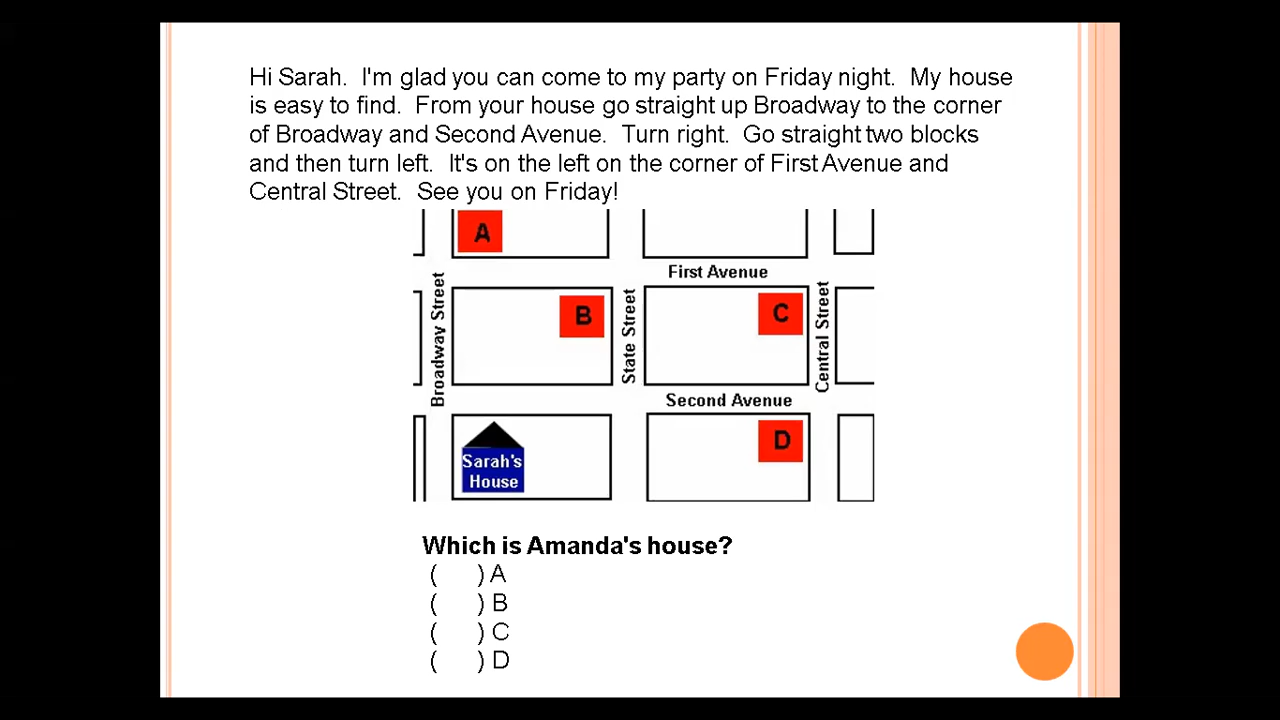 Hi Sarah. I'm glad you can come to my party on Friday night. My house
is easy to find. From your house go straight up Broadway to the corner
of Broadway and Second Avenue. Turn right. Go straight two blocks
and then turn left. It's on the left on the corner of First Avenue and
Central Street. See you on Friday!
A
First Avenue
Broadway Street
B
State Street
C
Central Street
Second Avenue
Sarah's
House
D
Which is Amanda's house?
( ) A
( ) B
( ) C
( ) D